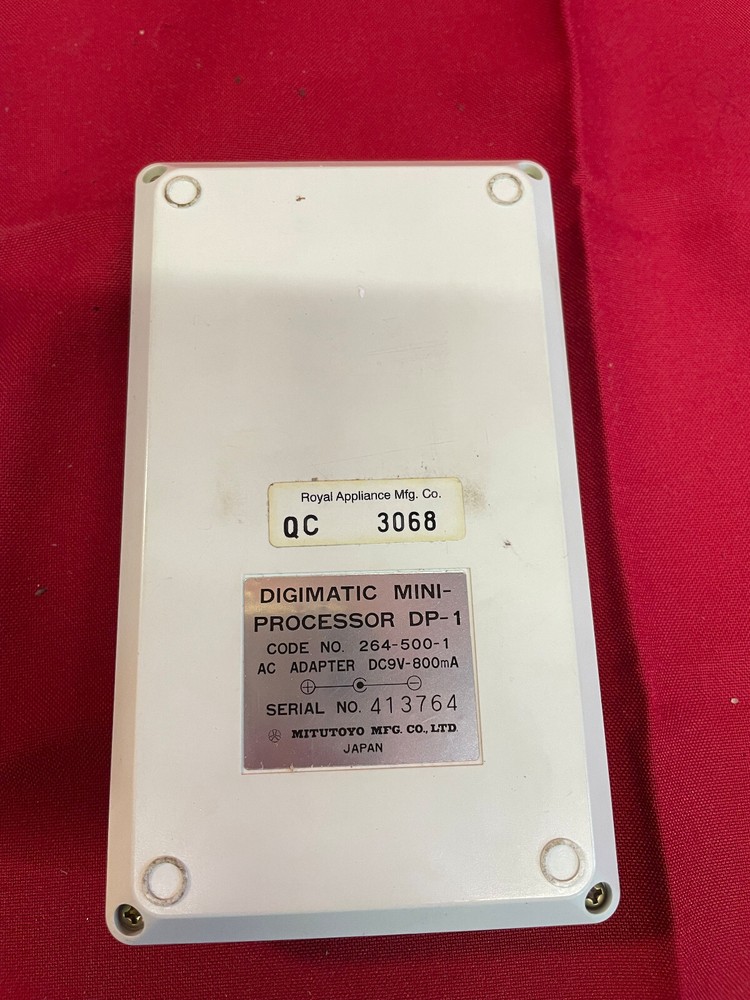 Royal Appliance Mfg. Co.
QC 3068
DIGIMATIC MINI-
PROCESSOR DP-1
CODE NO. 264-500-1
AC ADAPTER DC9V-800mA
+ −
SERIAL NO. 413764
MITUTOYO MFG. CO., LTD.
JAPAN